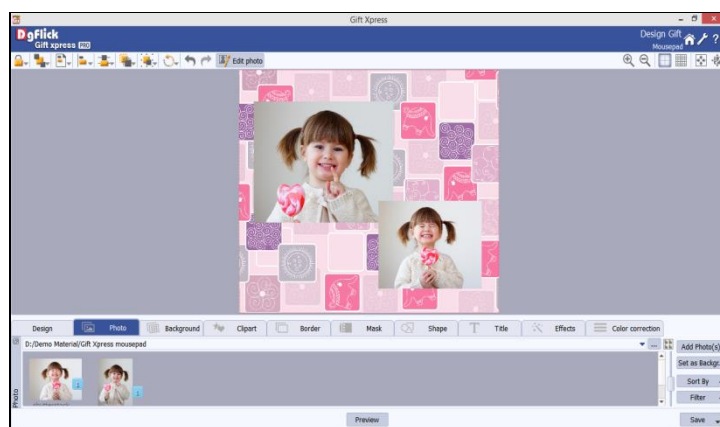 Gift Xpress
DgFlick
Gift xpress PRO
Design Gift
Mousepad
Edit photo
Design
Photo
Background
Clipart
Border
Mask
Shape
Title
Effects
Color correction
D:/Demo Material/Gift Xpress mousepad
...
Add Photo(s)
Set as Backgr.
Sort By
Filter
Photo
Preview
Save